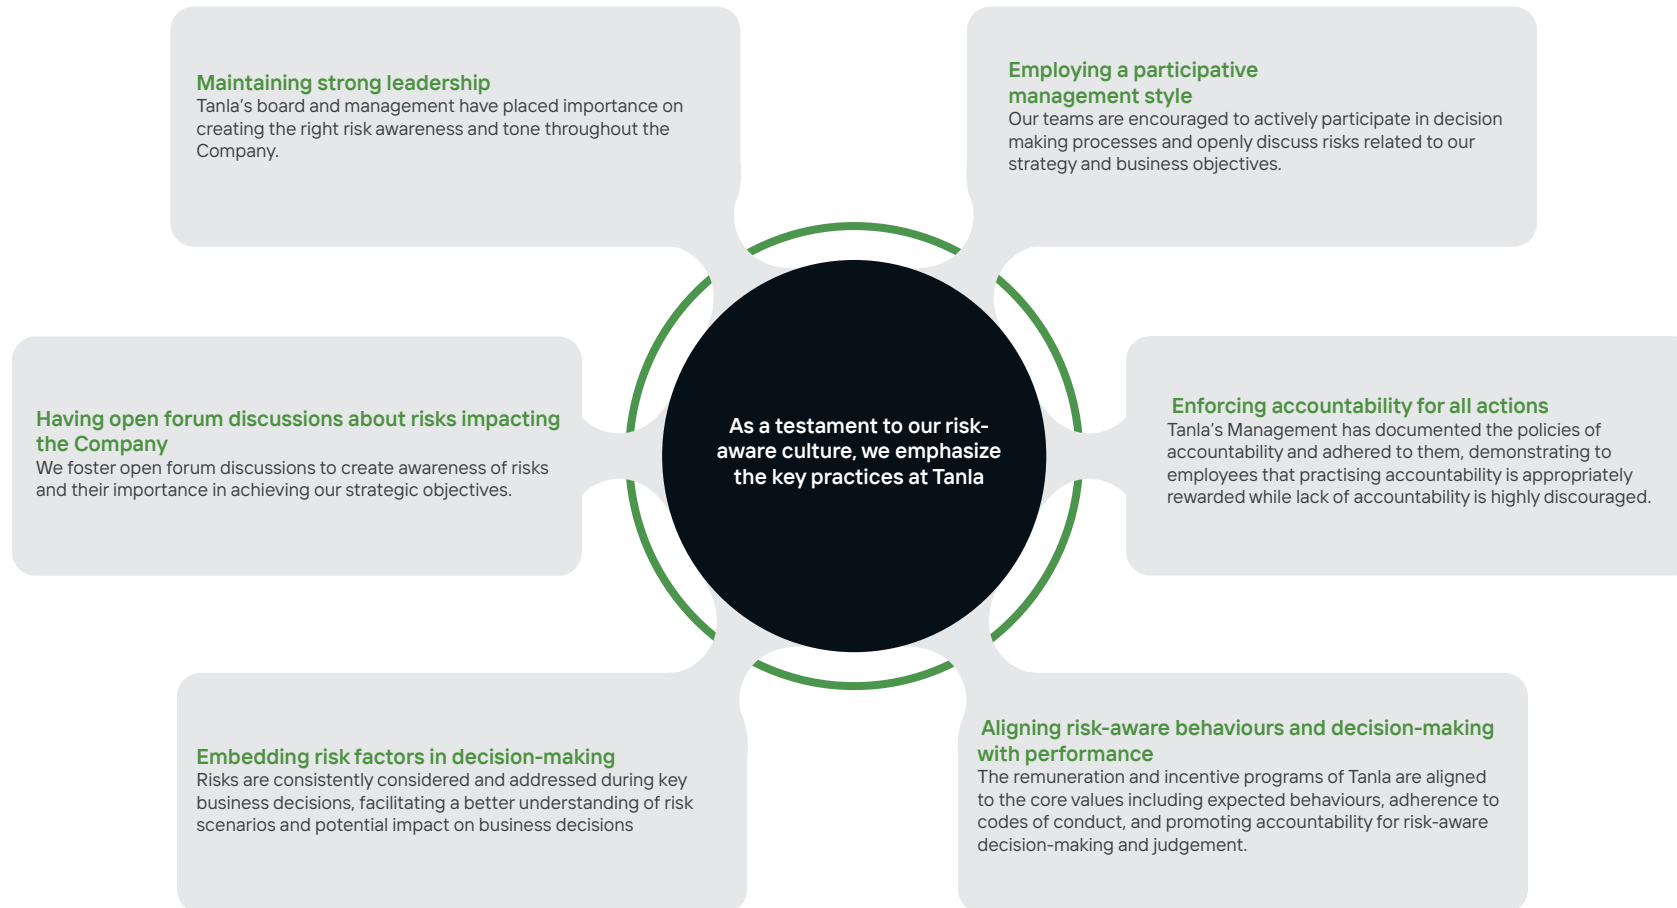 Maintaining strong leadership
Tanla's board and management have placed importance on
creating the right risk awareness and tone throughout the
Company.
Employing a participative
management style
Our teams are encouraged to actively participate in decision
making processes and openly discuss risks related to our
strategy and business objectives.
Having open forum discussions about risks impacting
the Company
We foster open forum discussions to create awareness of risks
and their importance in achieving our strategic objectives.
As a testament to our risk-
aware culture, we emphasize
the key practices at Tanla
Enforcing accountability for all actions
Tanla's Management has documented the policies of
accountability and adhered to them, demonstrating to
employees that practising accountability is appropriately
rewarded while lack of accountability is highly discouraged.
Embedding risk factors in decision-making
Risks are consistently considered and addressed during key
business decisions, facilitating a better understanding of risk
scenarios and potential impact on business decisions
Aligning risk-aware behaviours and decision-making
with performance
The remuneration and incentive programs of Tanla are aligned
to the core values including expected behaviours, adherence to
codes of conduct, and promoting accountability for risk-aware
decision-making and judgement.